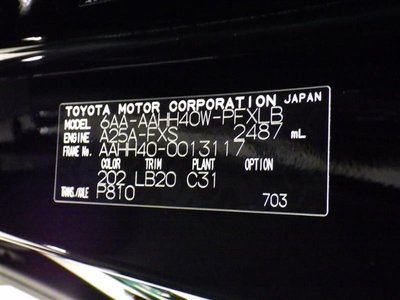 TOYOTA MOTOR CORPORATION JAPAN
MODEL 6AA-AAHH40W-PFXLB
ENGINE A25A-FXS 2487 mL
FRAME No. AAHH40-0013117
COLOR TRIM PLANT OPTION
202 LB20 C31
TRANS./AXLE P810
703